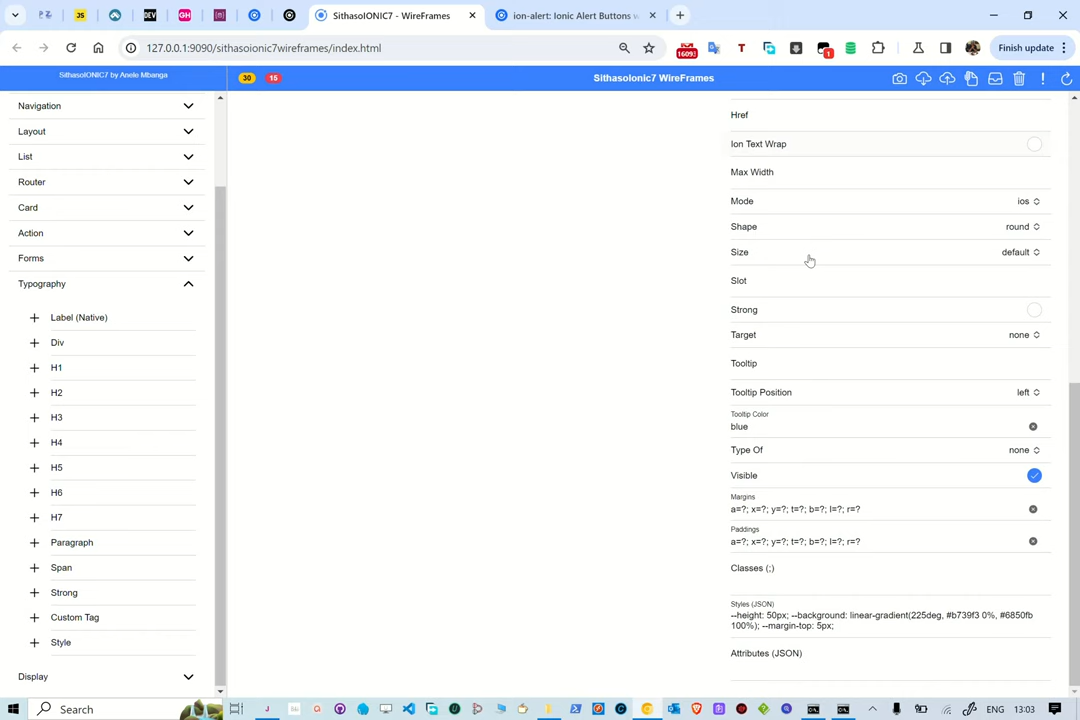 SithasoIONIC7 - WireFrames
ion-alert: Ionic Alert Buttons w
127.0.0.1:9090/sithasoionic7wireframes/index.html
16093
T
1
Finish update
SithasoIONIC7 by Anele Mbanga
30
15
SithasoIonic7 WireFrames
Navigation
Layout
List
Router
Card
Action
Forms
Typography
Label (Native)
Div
H1
H2
H3
H4
H5
H6
H7
Paragraph
Span
Strong
Custom Tag
Style
Display
Href
Ion Text Wrap
Max Width
Mode ios
Shape round
Size default
Slot
Strong
Target none
Tooltip
Tooltip Position left
Tooltip Color
blue
Type Of none
Visible
Margins
a=?; x=?; y=?; t=?; b=?; l=?; r=?
Paddings
a=?; x=?; y=?; t=?; b=?; l=?; r=?
Classes (;)
Styles (JSON)
--height: 50px; --background: linear-gradient(225deg, #b739f3 0%, #6850fb
100%); --margin-top: 5px;
Attributes (JSON)
Search
ENG
13:03